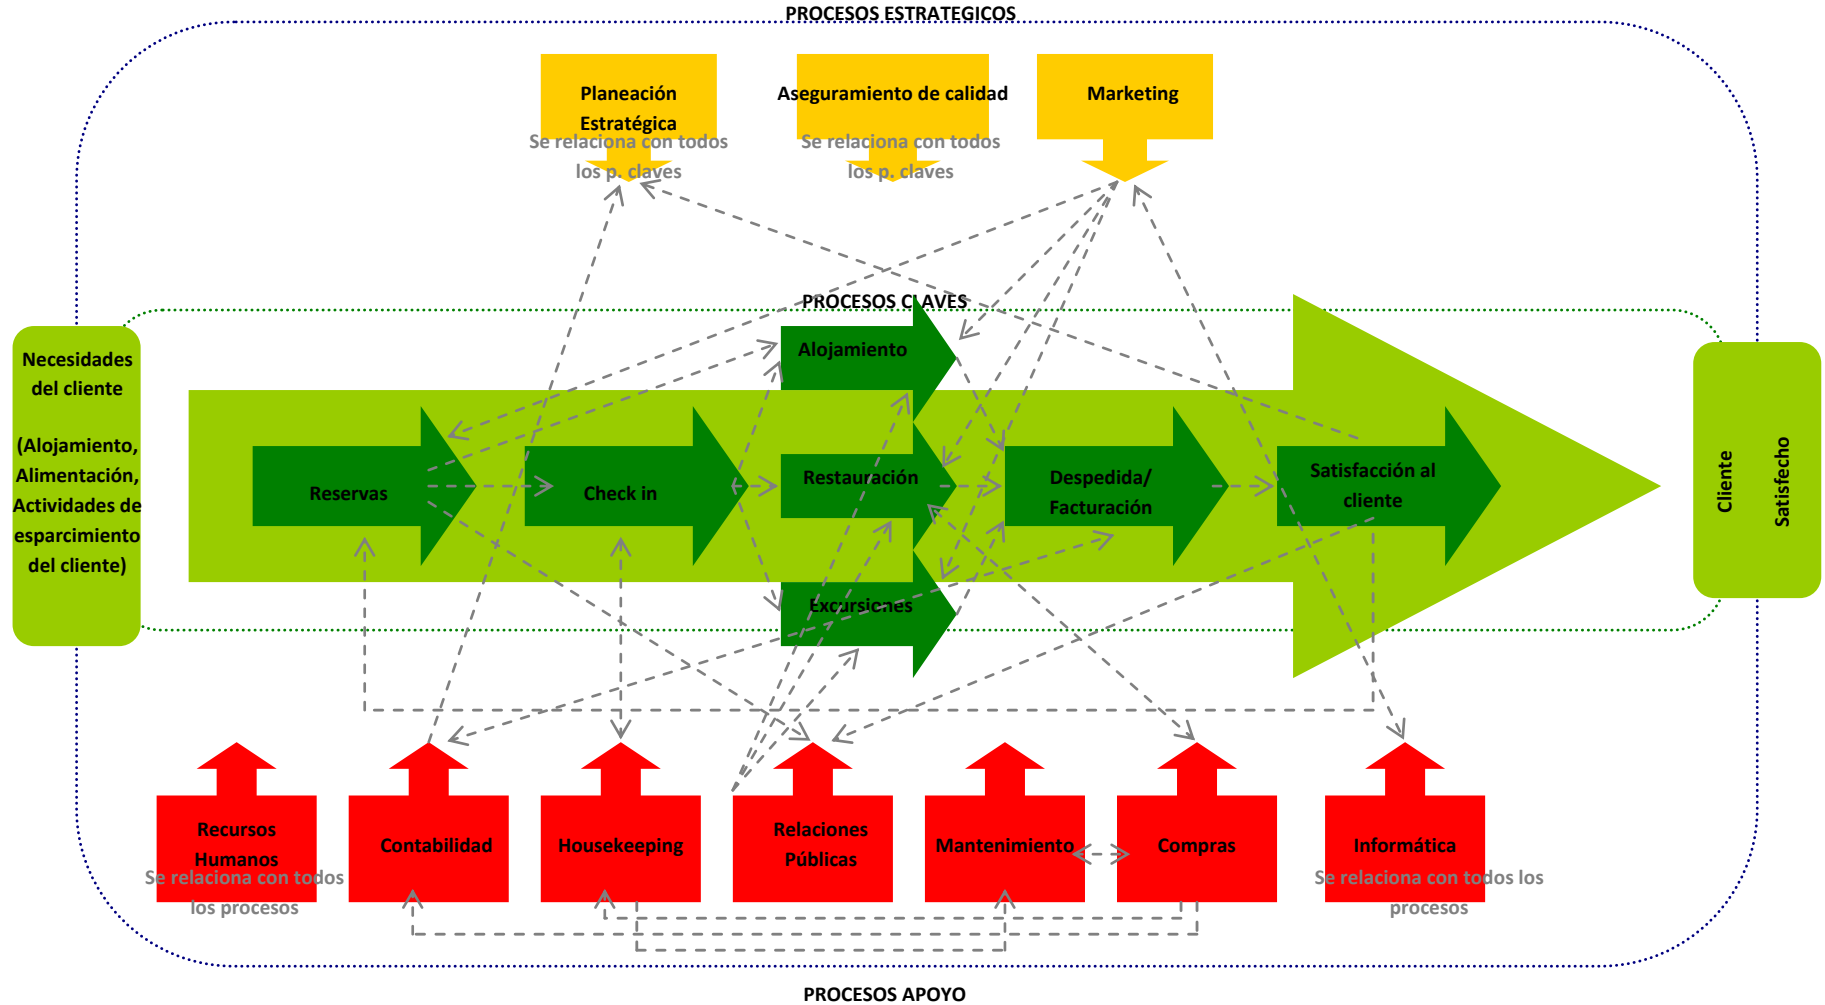 PROCESOS ESTRATEGICOS
Planeación
Estratégica
Se relaciona con todos
los p. claves
Aseguramiento de calidad
Se relaciona con todos
los p. claves
Marketing
PROCESOS CLAVES
Necesidades
del cliente
(Alojamiento,
Alimentación,
Actividades de
esparcimiento
del cliente)
Reservas
Check in
Alojamiento
Restauración
Excursiones
Despedida/
Facturación
Satisfacción al
cliente
Cliente
Satisfecho
Recursos
Humanos
Se relaciona con todos
los procesos
Contabilidad
Housekeeping
Relaciones
Públicas
Mantenimiento
Compras
Informática
Se relaciona con todos los
procesos
PROCESOS APOYO